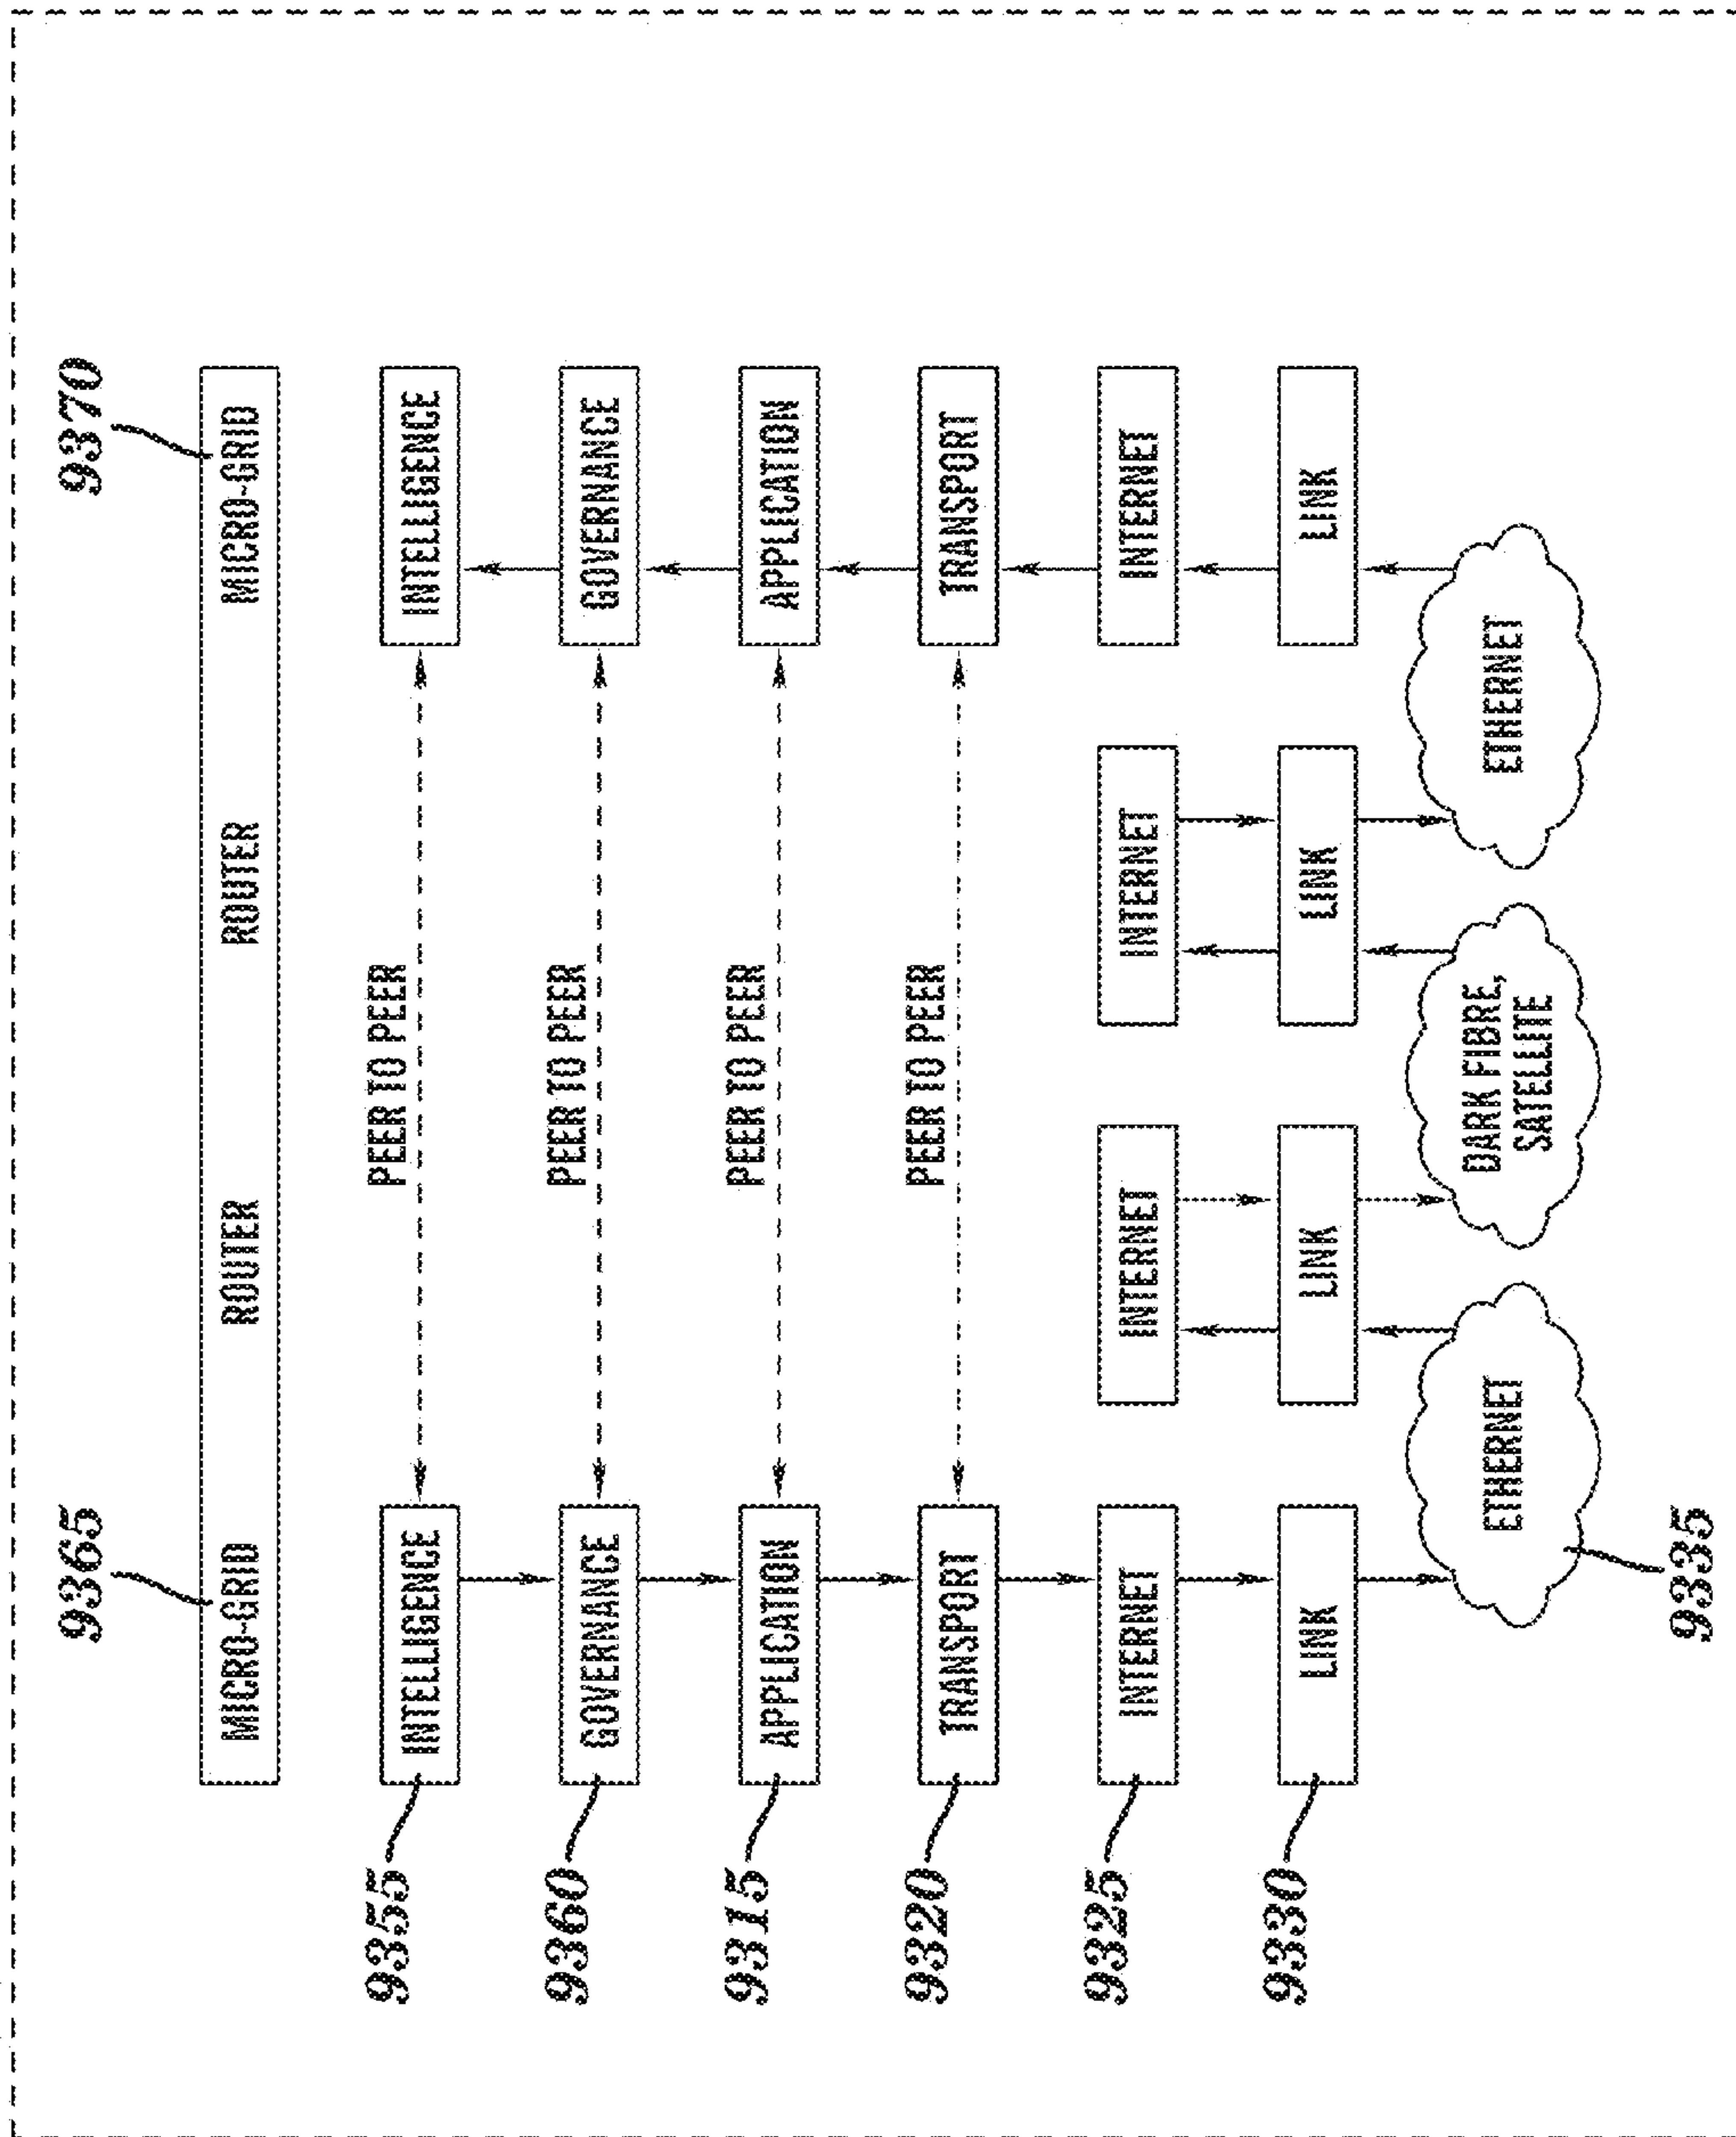 9365
9370
MICRO-GRID ROUTER ROUTER MICRO-GRID
9355
INTELLIGENCE
PEER TO PEER
INTELLIGENCE
9360
GOVERNANCE
PEER TO PEER
GOVERNANCE
9315
APPLICATION
PEER TO PEER
APPLICATION
9320
TRANSPORT
PEER TO PEER
TRANSPORT
9325
INTERNET
INTERNET
INTERNET
INTERNET
9330
LINK
LINK
LINK
LINK
ETHERNET
DARK FIBRE,
SATELLITE
ETHERNET
9335